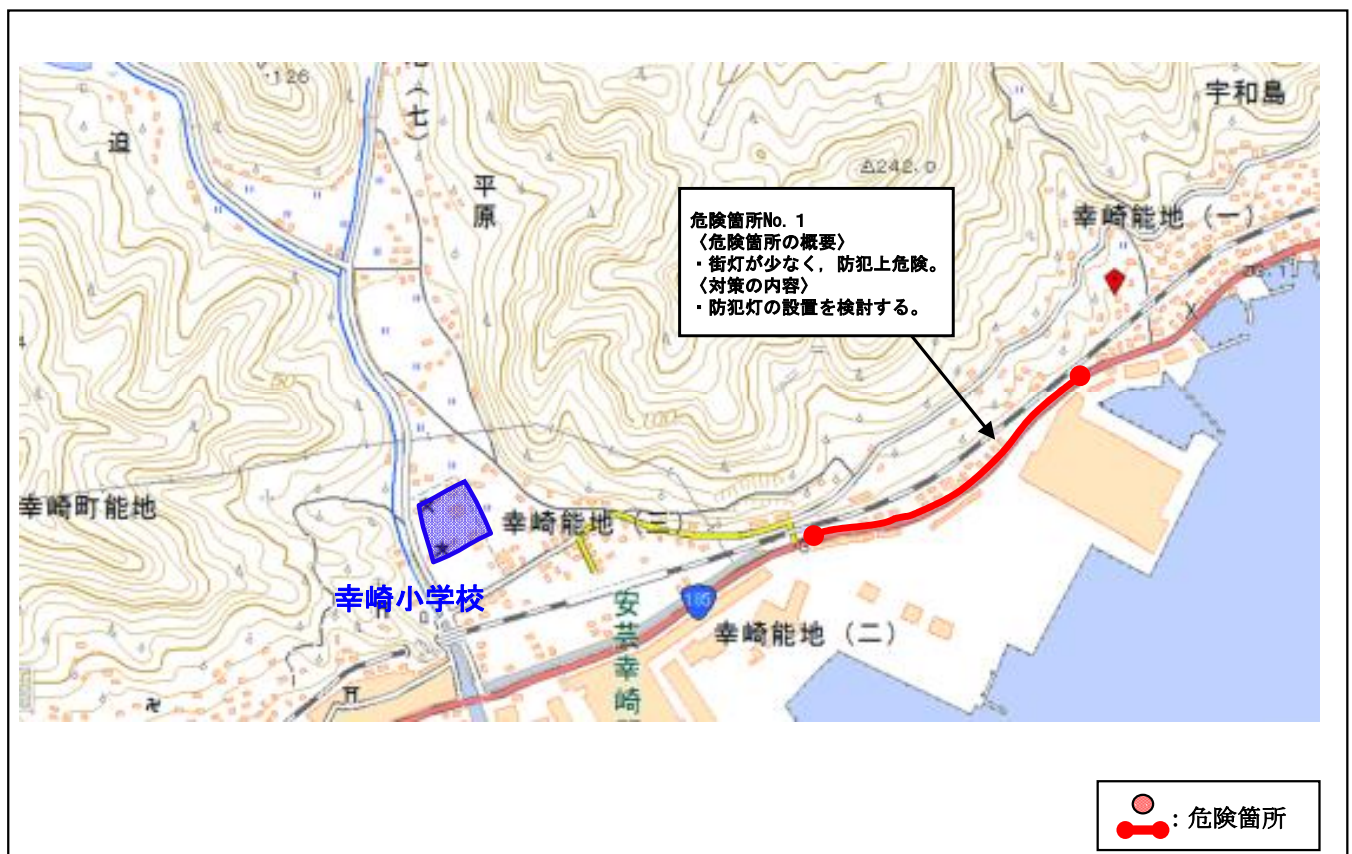 ・126
(七)
宇和島
迫
平原
△242.0
危険箇所No. 1
〈危険箇所の概要〉
・街灯が少なく，防犯上危険。
〈対策の内容〉
・防犯灯の設置を検討する。
幸崎能地（一）
幸崎町能地
幸崎能地（三）
幸崎小学校
安芸幸崎
185
幸崎能地（二）
：危険箇所